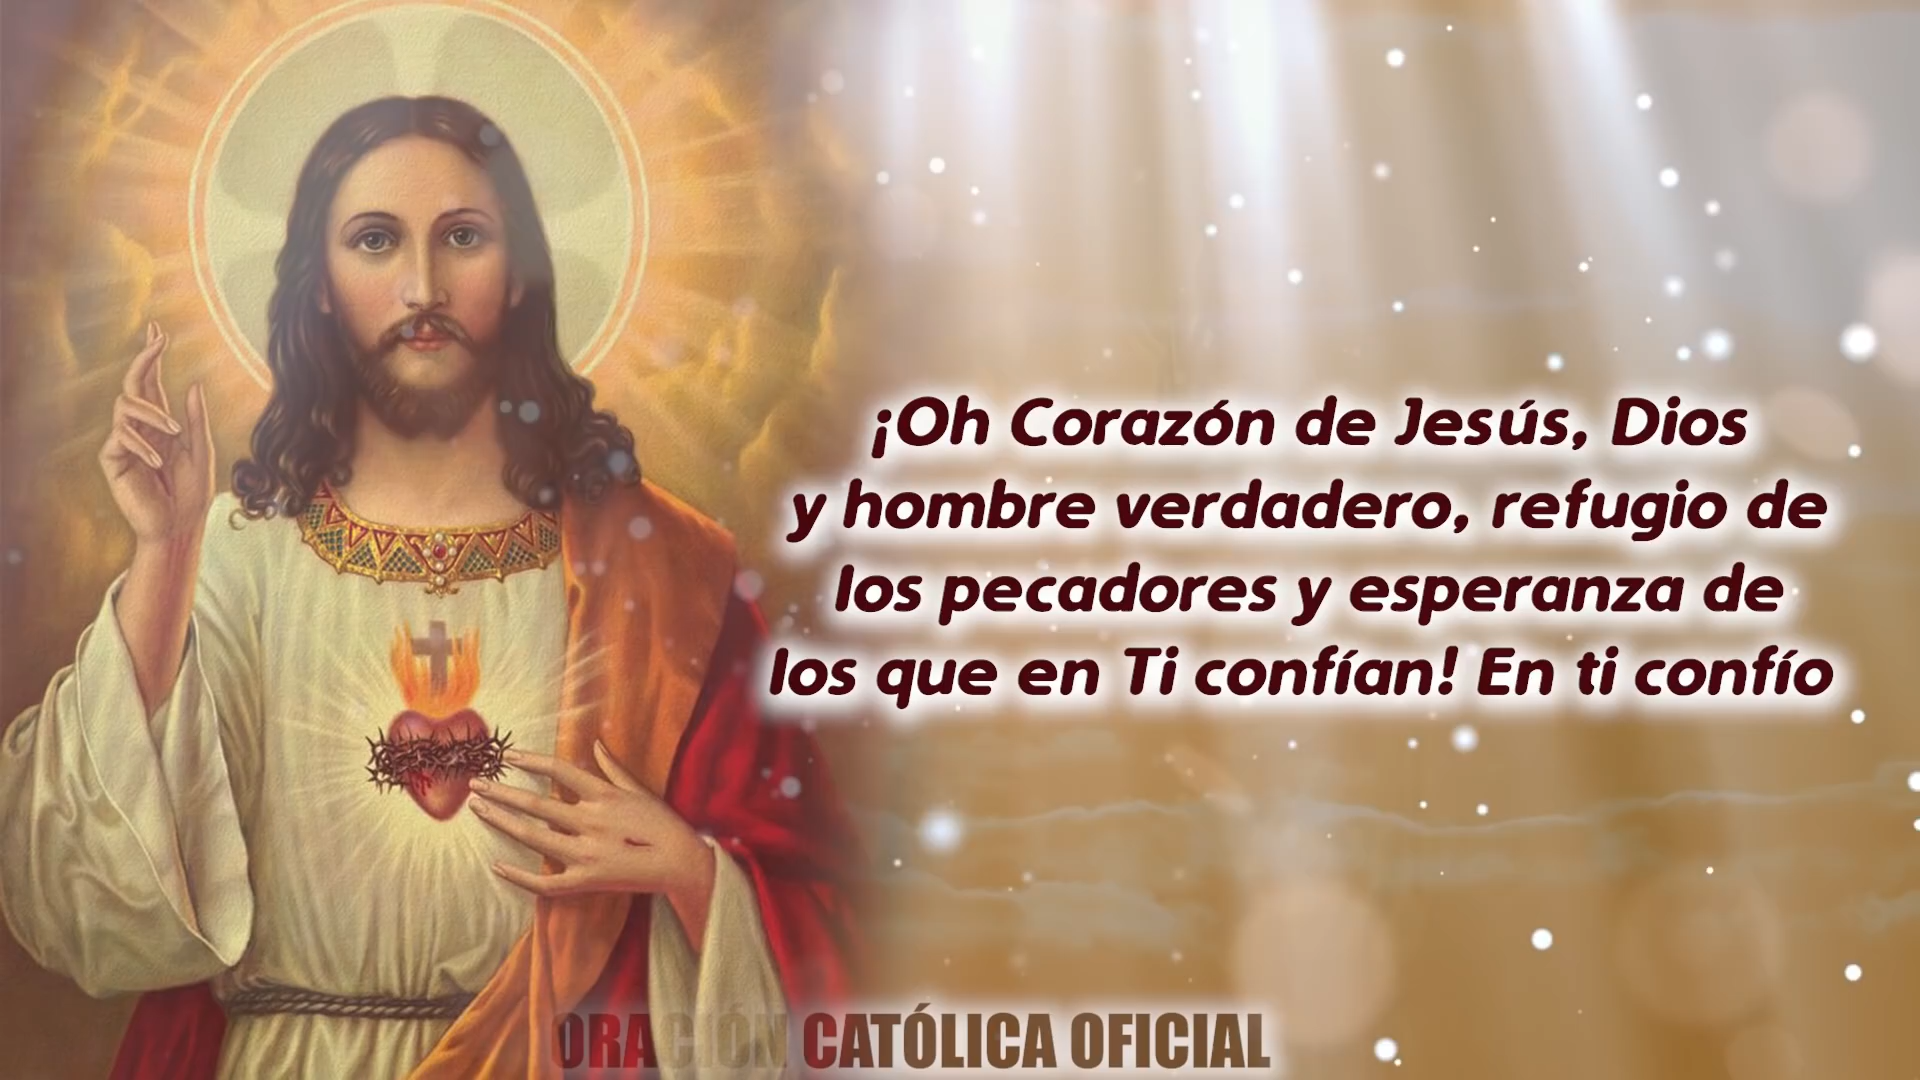 ¡Oh Corazón de Jesús, Dios
y hombre verdadero, refugio de
los pecadores y esperanza de
los que en Ti confían! En ti confío
ORACIÓN CATÓLICA OFICIAL